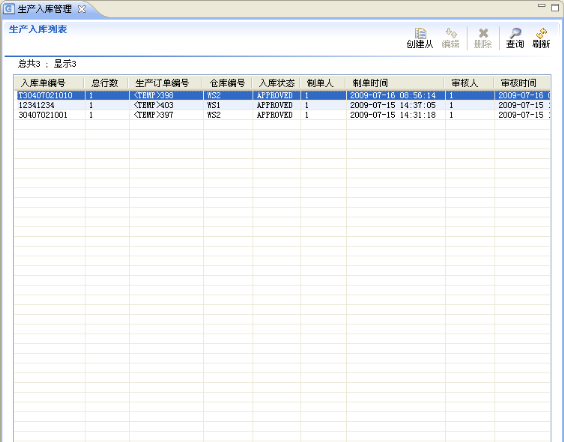 生产入库管理
生产入库列表
创建从 编辑 删除 查询 刷新
总共3 : 显示3
入库单编号 总行数 生产订单编号 仓库编号 入库状态 制单人 制单时间 审核人 审核时间
T30407021010 1 <TEMP>398 WS2 APPROVED 1 2009-07-16 08:56:14 1 2009-07-16
12341234 1 <TEMP>403 WS1 APPROVED 1 2009-07-15 14:37:05 1 2009-07-15
30407021001 1 <TEMP>397 WS2 APPROVED 1 2009-07-15 14:31:18 1 2009-07-15